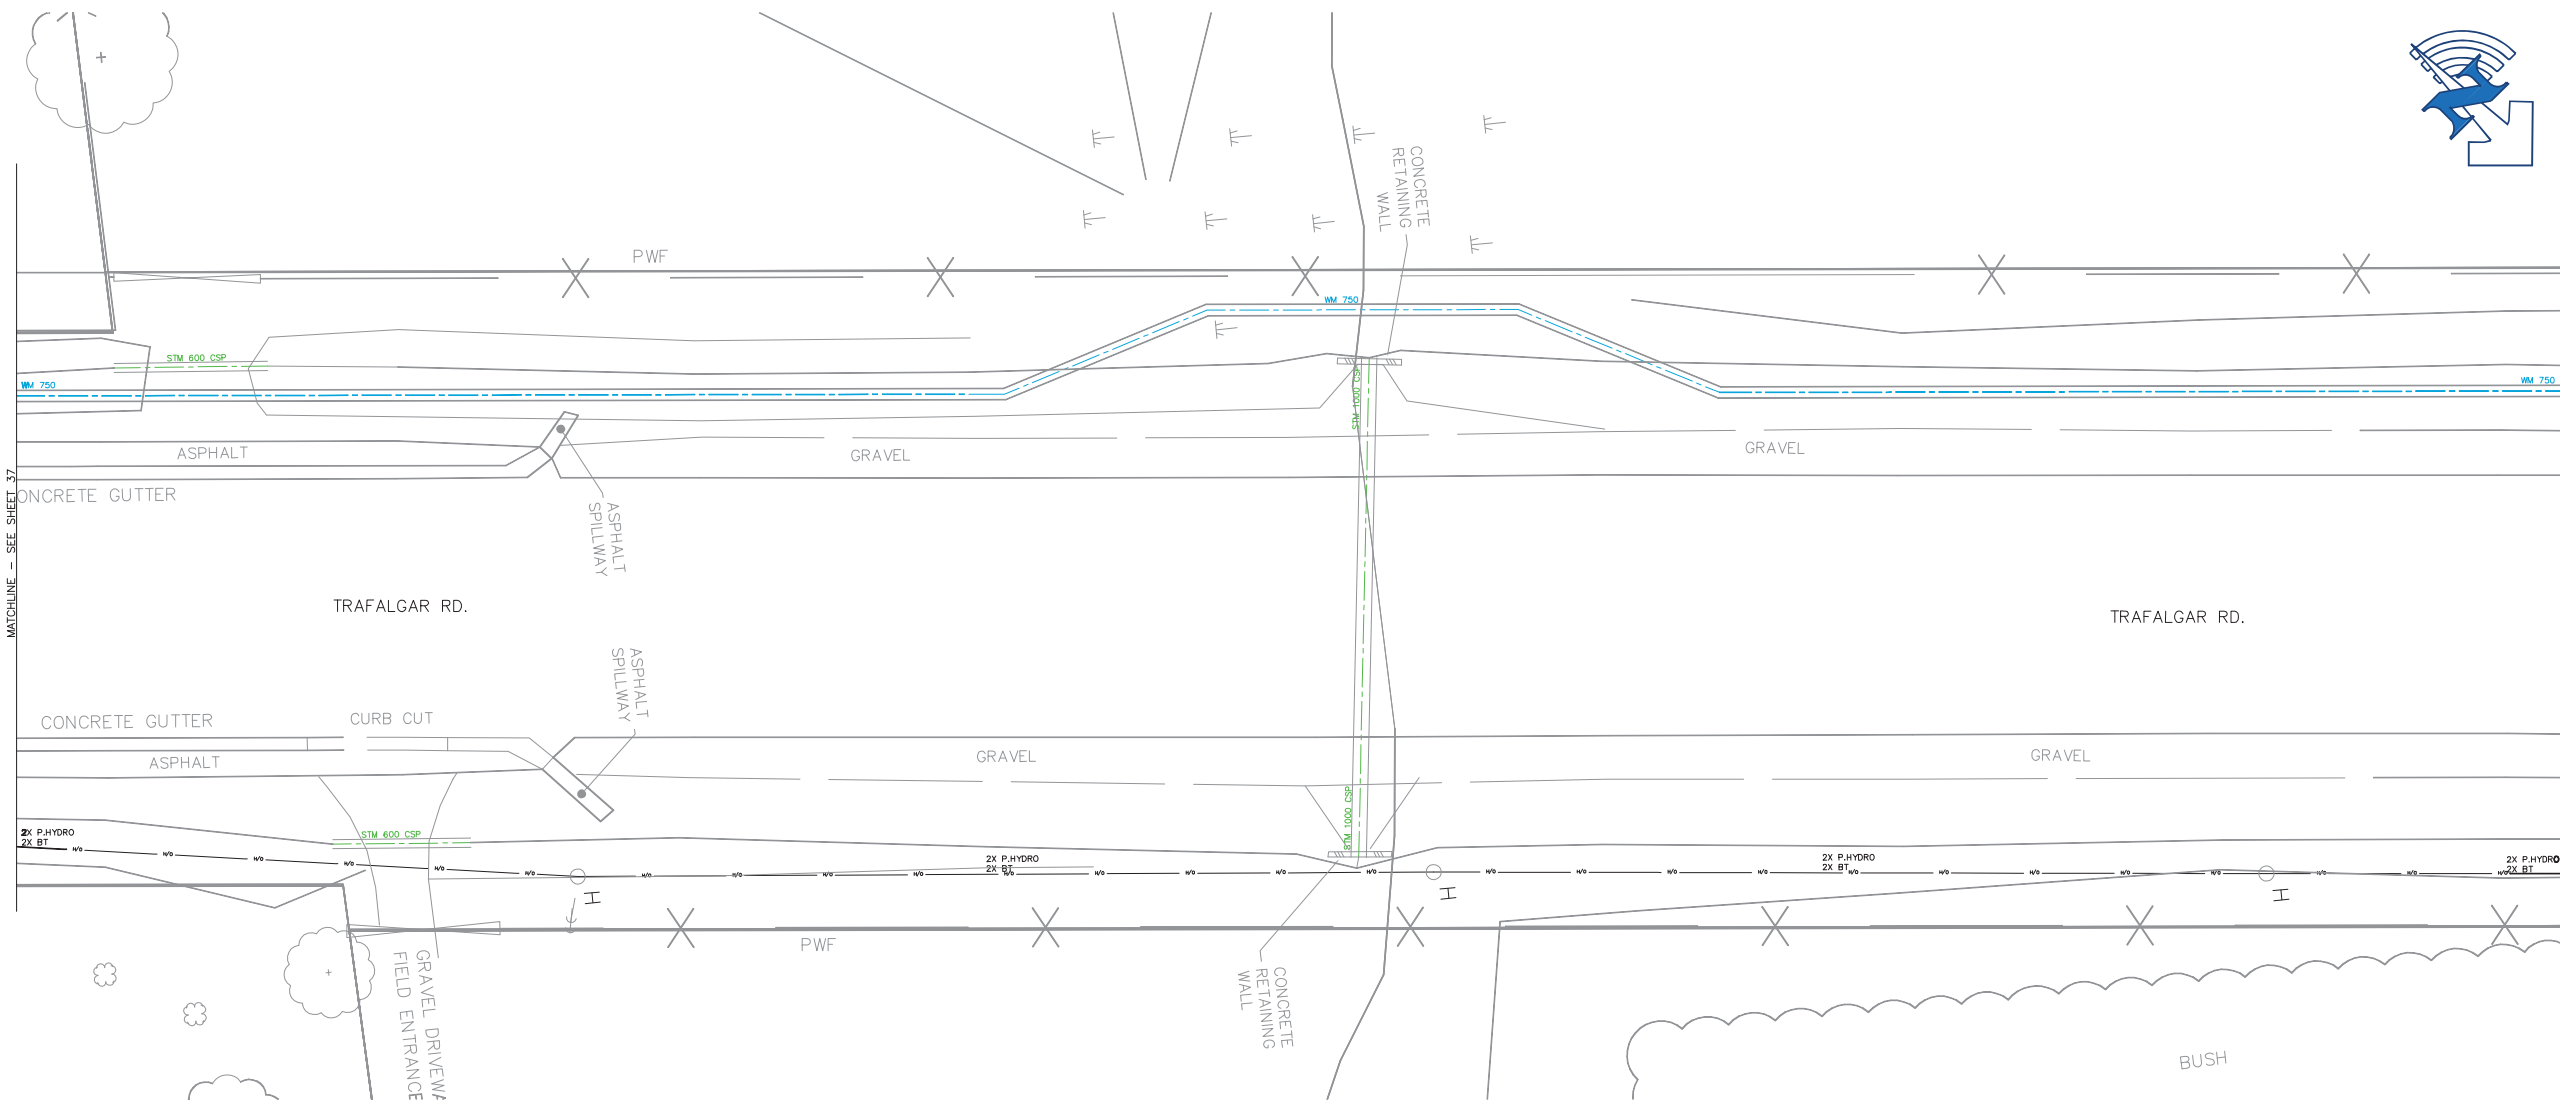 CONCRETE
RETAINING
WALL
PWF
WM 750
STM 600 CSP
WM 750
WM 750
STM 1000 CSP
ASPHALT
GRAVEL
GRAVEL
ONCRETE GUTTER
MATCHLINE - SEE SHEET 37
ASPHALT
SPILLWAY
TRAFALGAR RD.
TRAFALGAR RD.
ASPHALT
SPILLWAY
CONCRETE GUTTER
CURB CUT
ASPHALT
GRAVEL
GRAVEL
STM 1000 CSP
2X P.HYDRO
2X BT
STM 600 CSP
2X P.HYDRO
2X BT
2X P.HYDRO
2X BT
2X P.HYDRO
2X BT
H/O H/O H/O H/O H/O H/O H/O H/O H/O H/O H/O H/O H/O H/O H/O H/O H/O H/O H/O H/O H/O H/O H/O H/O H/O H/O H/O
H
H
H
PWF
GRAVEL DRIVEWA
FIELD ENTRANCE
CONCRETE
RETAINING
WALL
BUSH